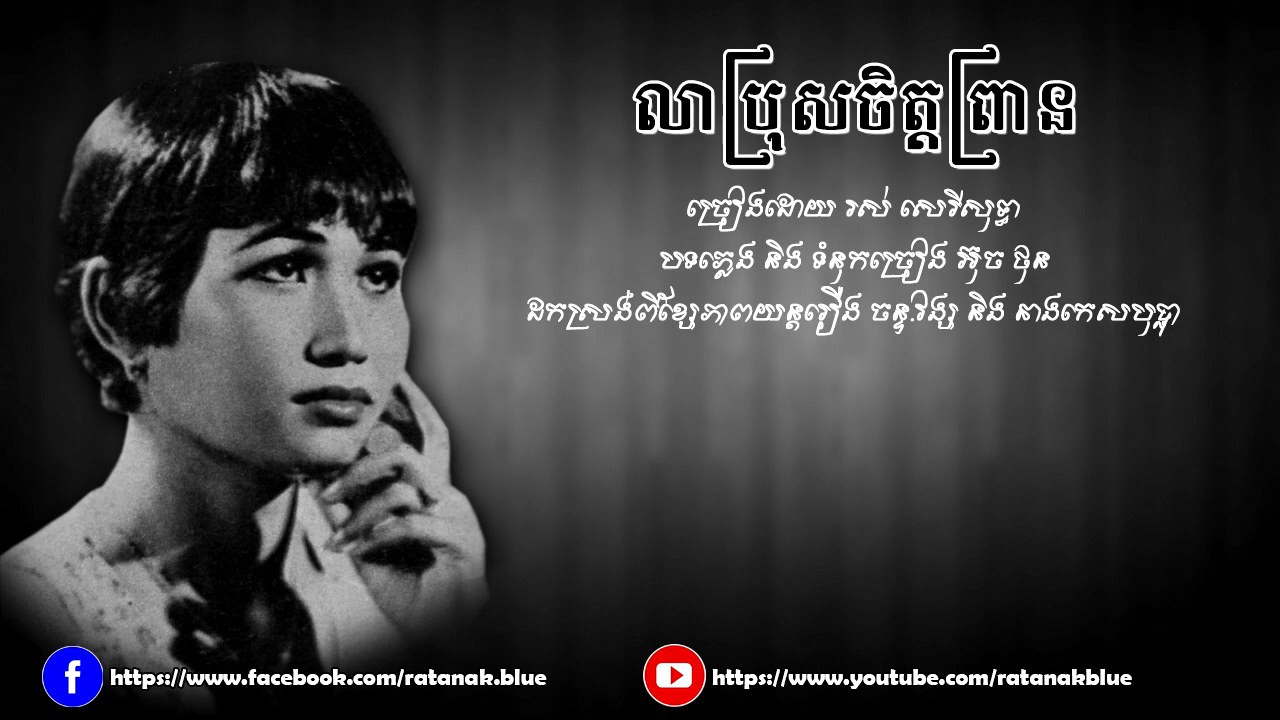 លាប្រុសចិត្តព្រាន
ច្រៀងដោយ រស់ សេរីសុទ្ធា
បទភ្លេង និង ទំនុកច្រៀង អ៊ុច ថុន
ដកស្រង់ពីខ្សែភាពយន្តរឿង ចន្ទ.វង្ស និង នាងកេសបុប្ផា
https://www.facebook.com/ratanak.blue
https://www.youtube.com/ratanakblue